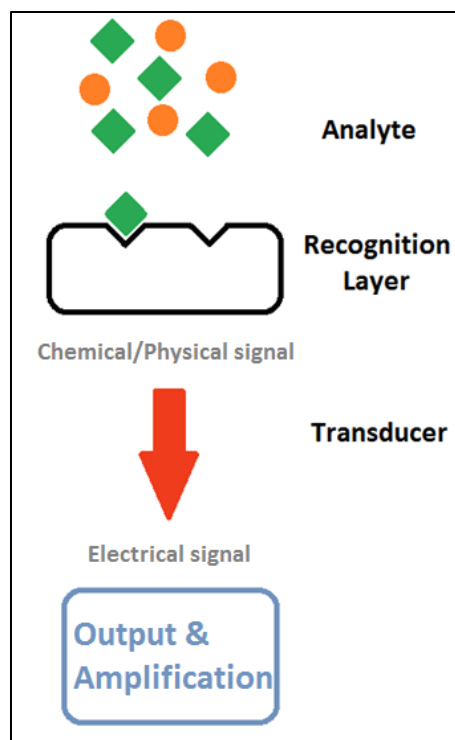 Analyte
Recognition
Layer
Chemical/Physical signal
Transducer
Electrical signal
Output &
Amplification